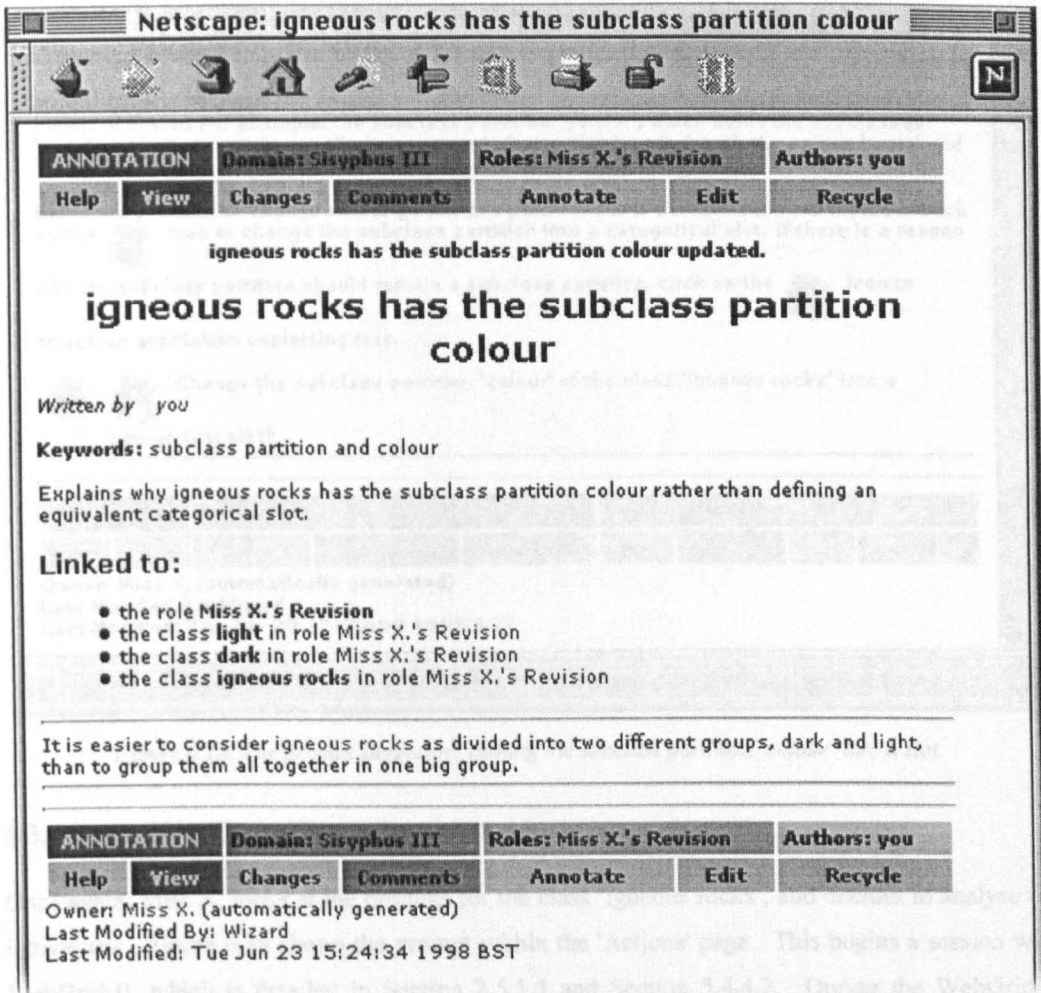 Netscape: igneous rocks has the subclass partition colour
N
ANNOTATION Domain: Sisyphus III Roles: Miss X.'s Revision Authors: you
Help View Changes Comments Annotate Edit Recycle
igneous rocks has the subclass partition colour updated.
igneous rocks has the subclass partition
colour
Written by you
Keywords: subclass partition and colour
Explains why igneous rocks has the subclass partition colour rather than defining an
equivalent categorical slot.
Linked to:
• the role Miss X.'s Revision
• the class light in role Miss X.'s Revision
• the class dark in role Miss X.'s Revision
• the class igneous rocks in role Miss X.'s Revision
It is easier to consider igneous rocks as divided into two different groups, dark and light,
than to group them all together in one big group.
ANNOTATION Domain: Sisyphus III Roles: Miss X.'s Revision Authors: you
Help View Changes Comments Annotate Edit Recycle
Owner: Miss X. (automatically generated)
Last Modified By: Wizard
Last Modified: Tue Jun 23 15:24:34 1998 BST